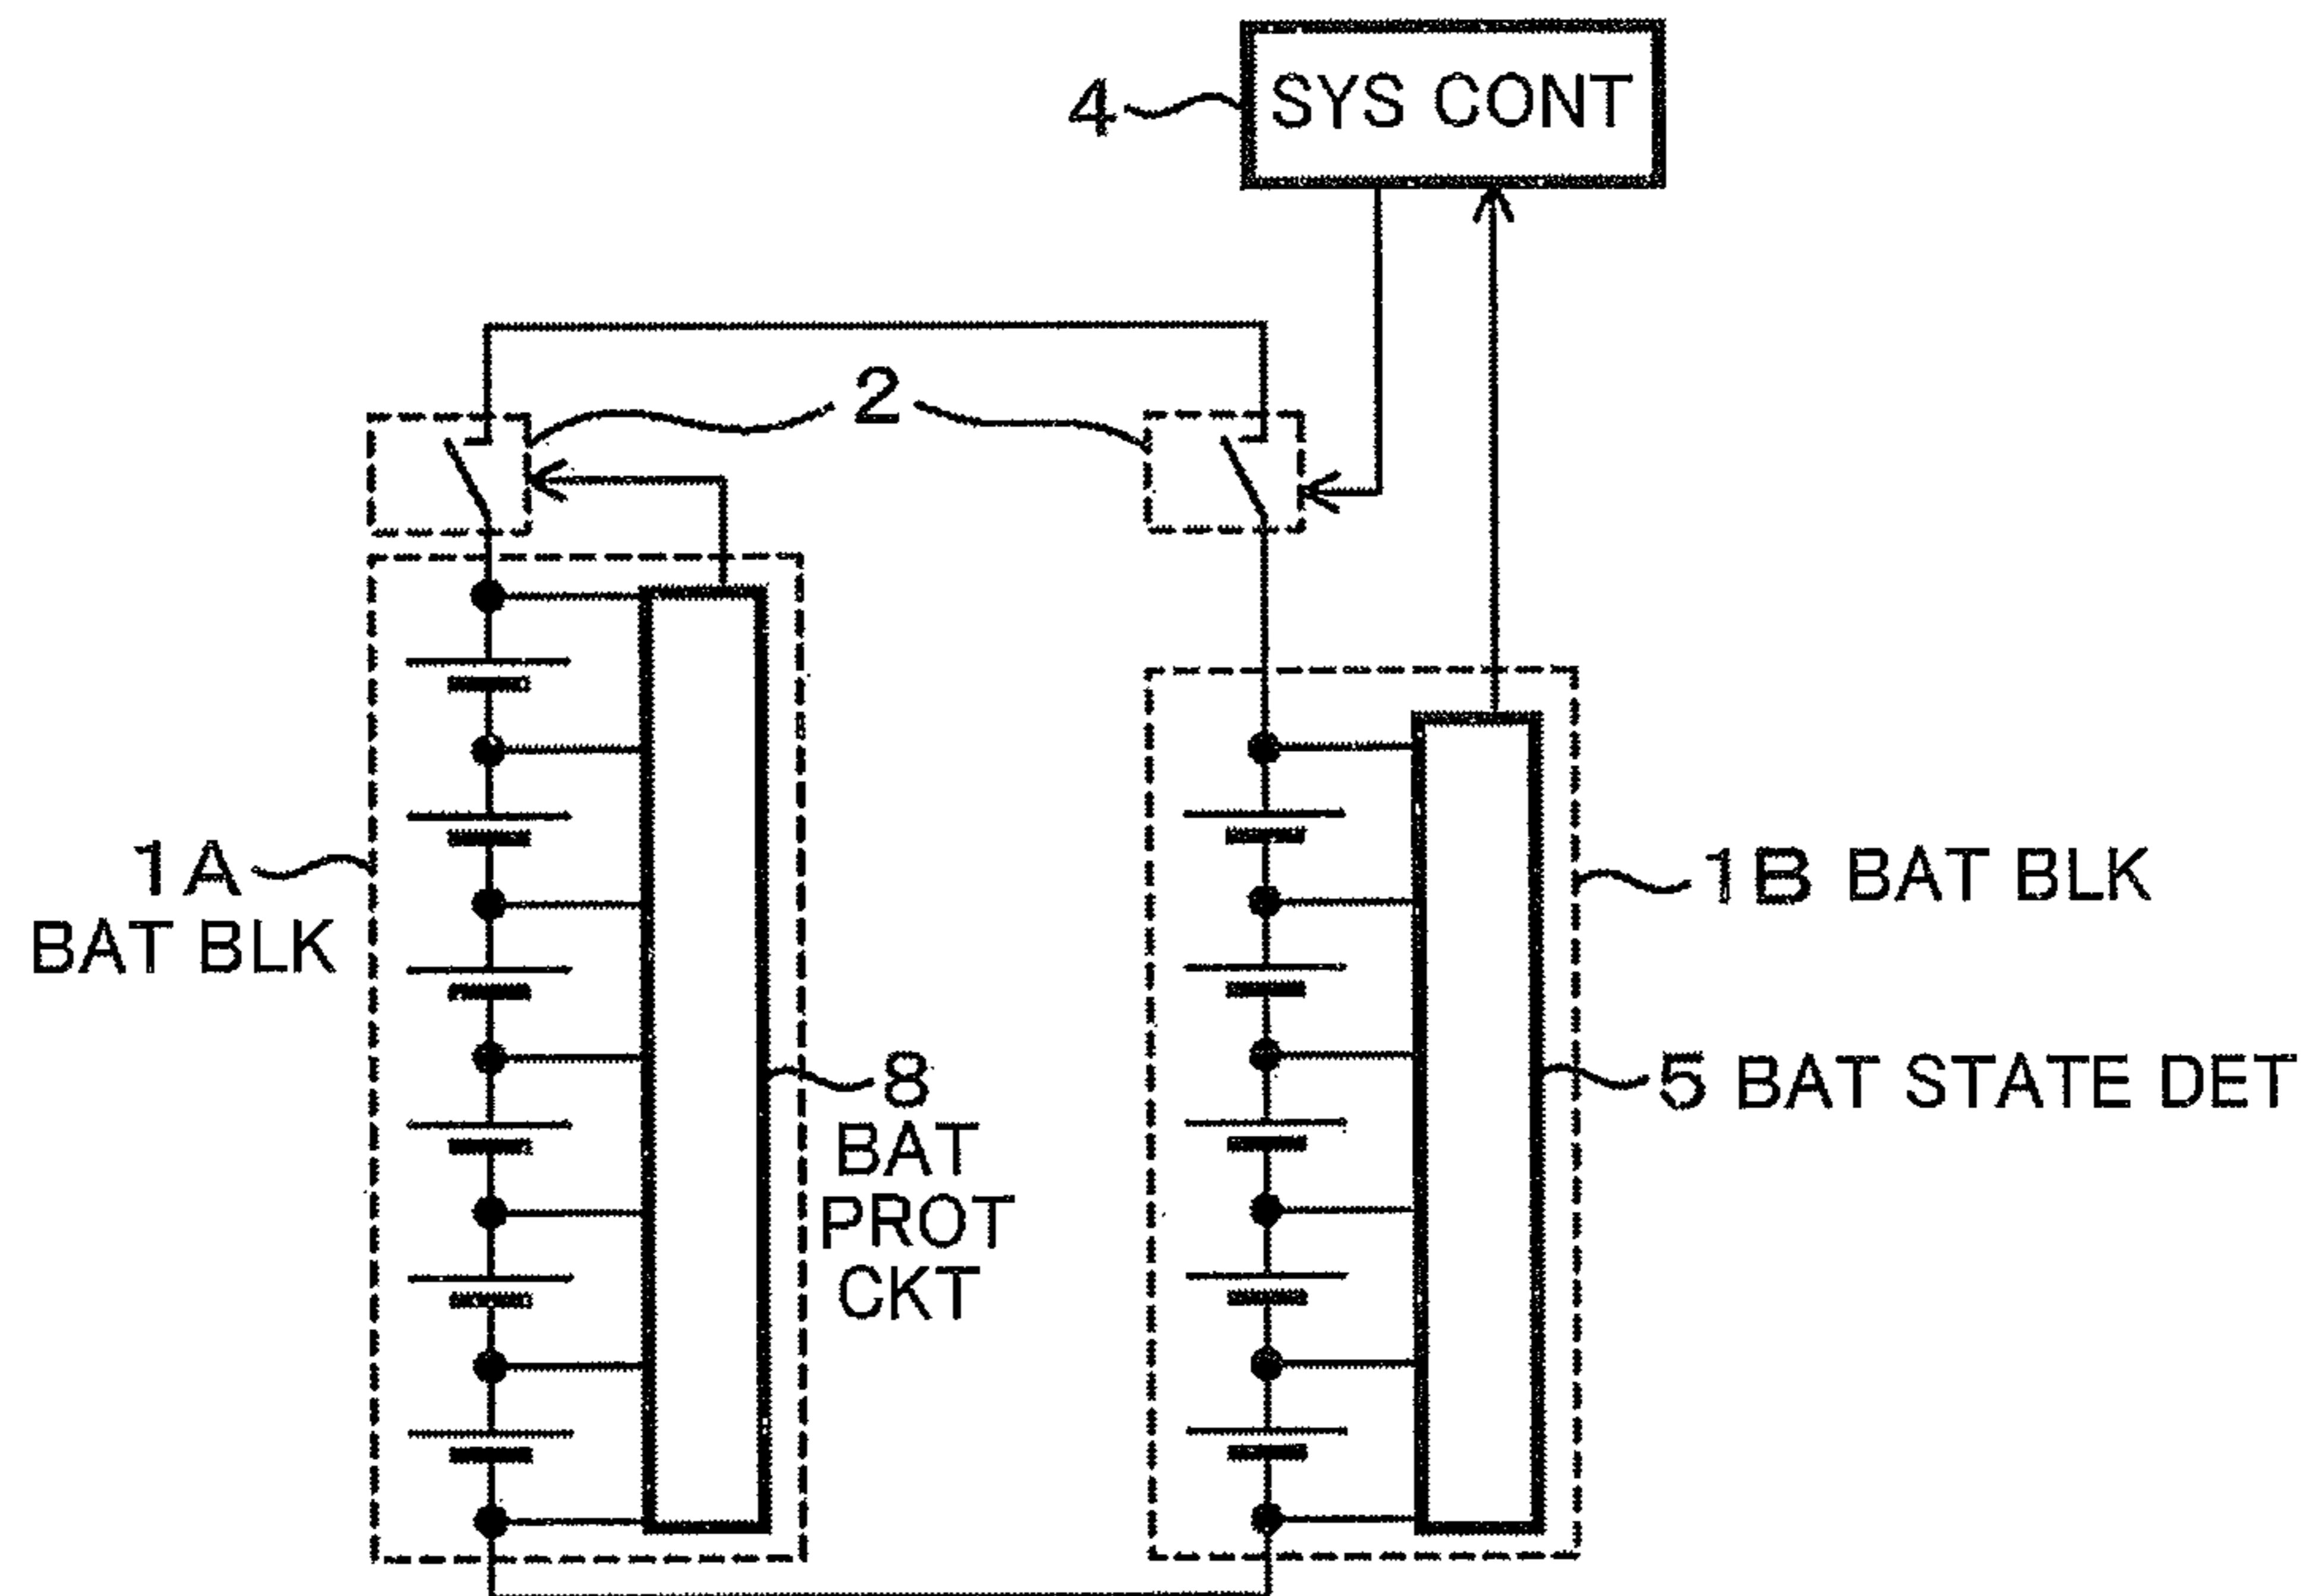 4 SYS CONT
2
1A
BAT BLK
1B BAT BLK
8
BAT
PROT
CKT
5 BAT STATE DET